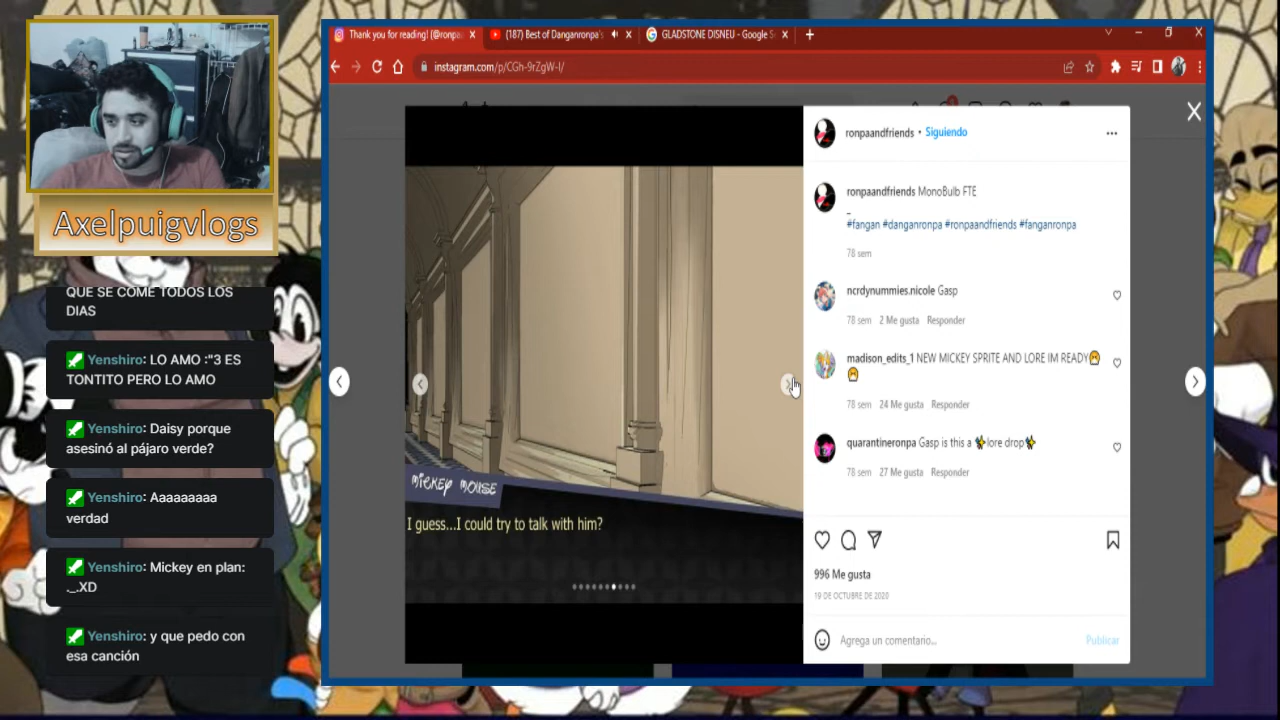 Axelpuigvlogs
QUE SE COME TODOS LOS
DIAS
Yenshiro: LO AMO :"3 ES
TONTITO PERO LO AMO
Yenshiro: Daisy porque
asesinó al pájaro verde?
Yenshiro: Aaaaaaaaa
verdad
Yenshiro: Mickey en plan:
._.XD
Yenshiro: y que pedo con
esa canción
Thank you for reading! (@ronpa
(187) Best of Danganronpa's
GLADSTONE DISNEU - Google S
instagram.com/p/CGh-9rZgW-I/
MICKEY MOUSE
I guess...I could try to talk with him?
ronpaandfriends • Siguiendo
ronpaandfriends MonoBulb FTE
_
#fangan #danganronpa #ronpaandfriends #fanganronpa
78 sem
ncrdynummies.nicole Gasp
78 sem 2 Me gusta Responder
madison_edits_1 NEW MICKEY SPRITE AND LORE IM READY
78 sem 24 Me gusta Responder
quarantineronpa Gasp is this a ✨lore drop✨
78 sem 27 Me gusta Responder
996 Me gusta
19 DE OCTUBRE DE 2020
Agrega un comentario...
Publicar